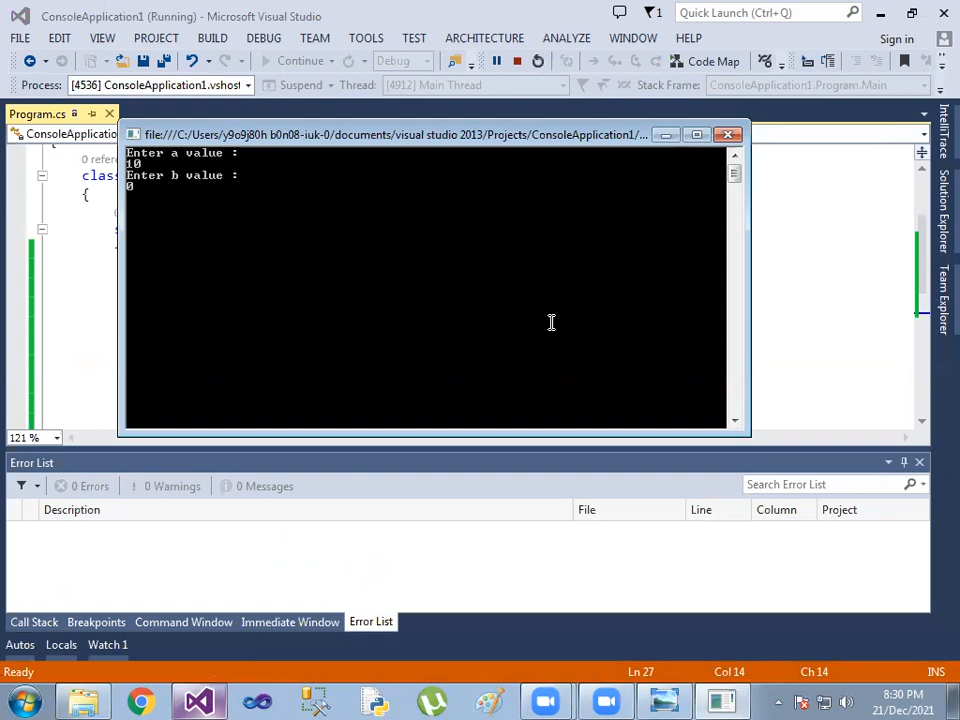 ConsoleApplication1 (Running) - Microsoft Visual Studio
1
Quick Launch (Ctrl+Q)
FILE EDIT VIEW PROJECT BUILD DEBUG TEAM TOOLS TEST ARCHITECTURE ANALYZE WINDOW HELP
Sign in
Continue
Debug
Code Map
Process: [4536] ConsoleApplication1.vshost
Suspend
Thread: [4912] Main Thread
Stack Frame: ConsoleApplication1.Program.Main
Program.cs
ConsoleApplicatio
file:///C:/Users/y9o9j80h b0n08-iuk-0/documents/visual studio 2013/Projects/ConsoleApplication1/...
0 refere
class
{
Enter a value :
10
Enter b value :
0
IntelliTrace
Solution Explorer
Team Explorer
121 %
Error List
0 Errors
0 Warnings
0 Messages
Search Error List
Description File Line Column Project
Call Stack Breakpoints Command Window Immediate Window Error List
Autos Locals Watch 1
Ready
Ln 27 Col 14 Ch 14 INS
8:30 PM
21/Dec/2021